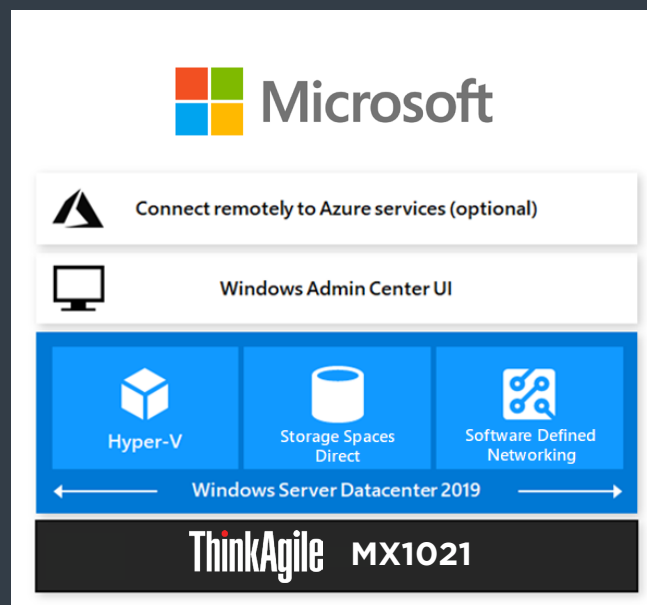 Microsoft
Connect remotely to Azure services (optional)
Windows Admin Center UI
Hyper-V
Storage Spaces
Direct
Software Defined
Networking
Windows Server Datacenter 2019
ThinkAgile MX1021